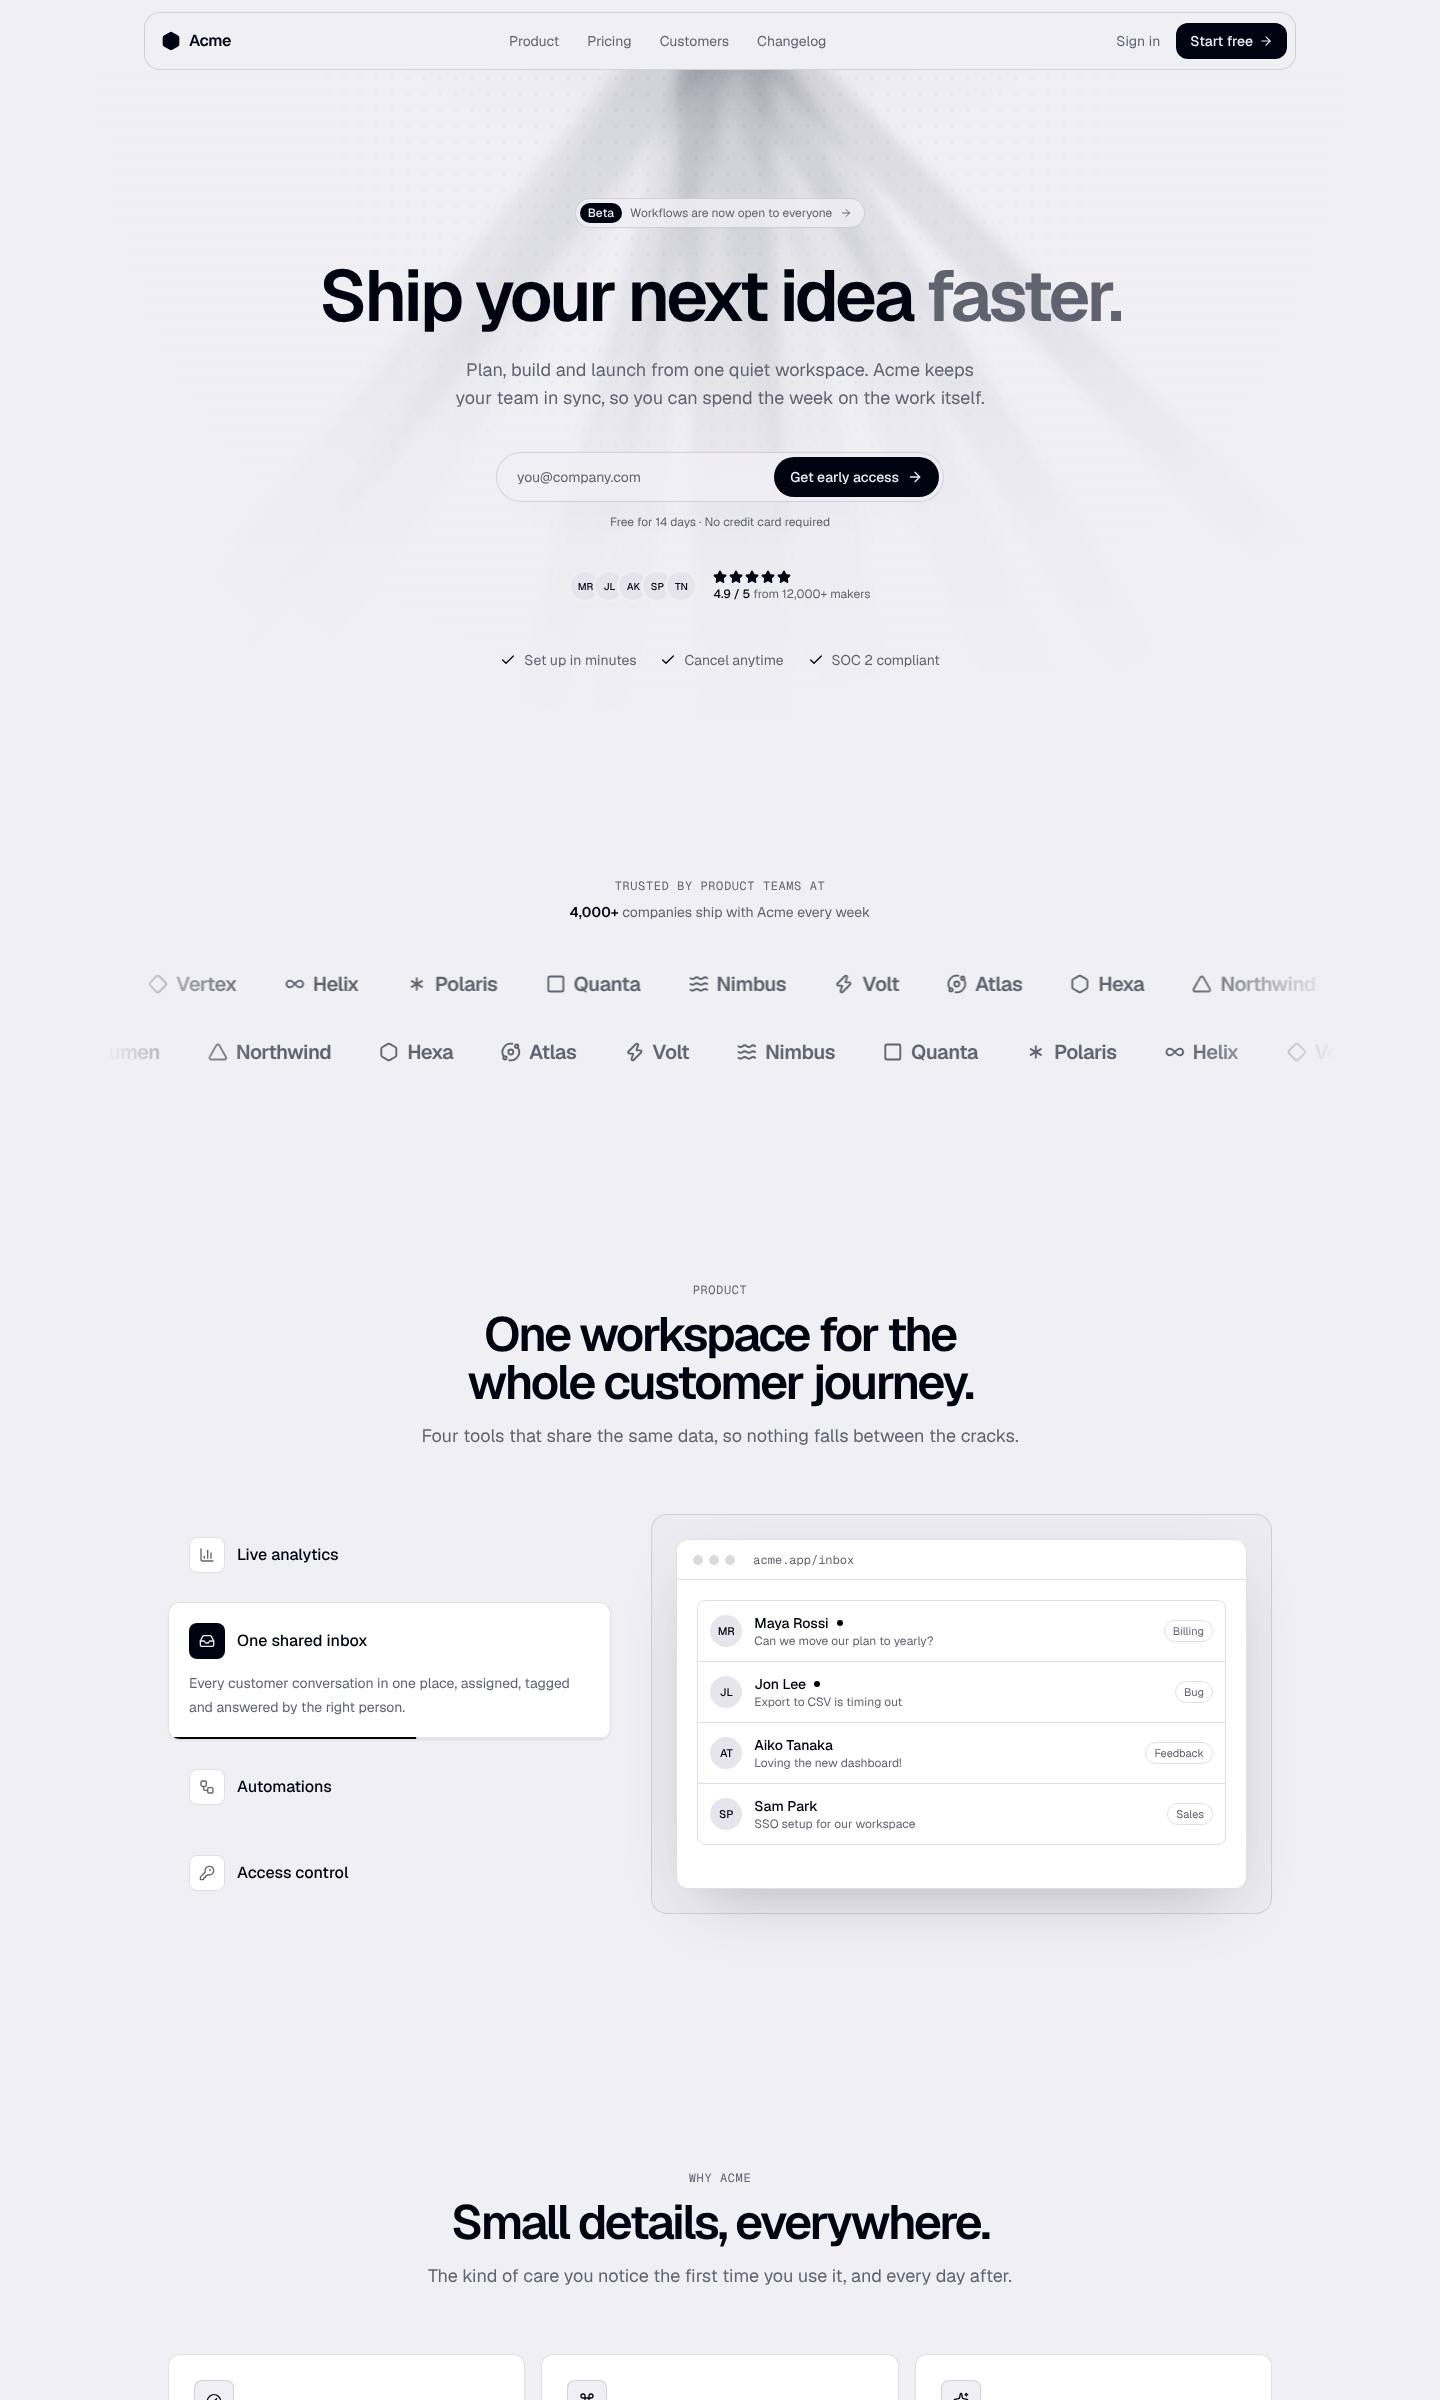 Acme
Product
Pricing
Customers
Changelog
Sign in
Start free
Beta Workflows are now open to everyone
Ship your next idea faster.
Plan, build and launch from one quiet workspace. Acme keeps
your team in sync, so you can spend the week on the work itself.
you@company.com
Get early access
Free for 14 days · No credit card required
MR JL AK SP TN
4.9 / 5 from 12,000+ makers
Set up in minutes
Cancel anytime
SOC 2 compliant
TRUSTED BY PRODUCT TEAMS AT
4,000+ companies ship with Acme every week
Vertex Helix Polaris Quanta Nimbus Volt Atlas Hexa Northwind
umen Northwind Hexa Atlas Volt Nimbus Quanta Polaris Helix Ve
PRODUCT
One workspace for the
whole customer journey.
Four tools that share the same data, so nothing falls between the cracks.
Live analytics
One shared inbox
Every customer conversation in one place, assigned, tagged
and answered by the right person.
Automations
Access control
acme.app/inbox
MR
Maya Rossi
Can we move our plan to yearly?
Billing
JL
Jon Lee
Export to CSV is timing out
Bug
AT
Aiko Tanaka
Loving the new dashboard!
Feedback
SP
Sam Park
SSO setup for our workspace
Sales
WHY ACME
Small details, everywhere.
The kind of care you notice the first time you use it, and every day after.